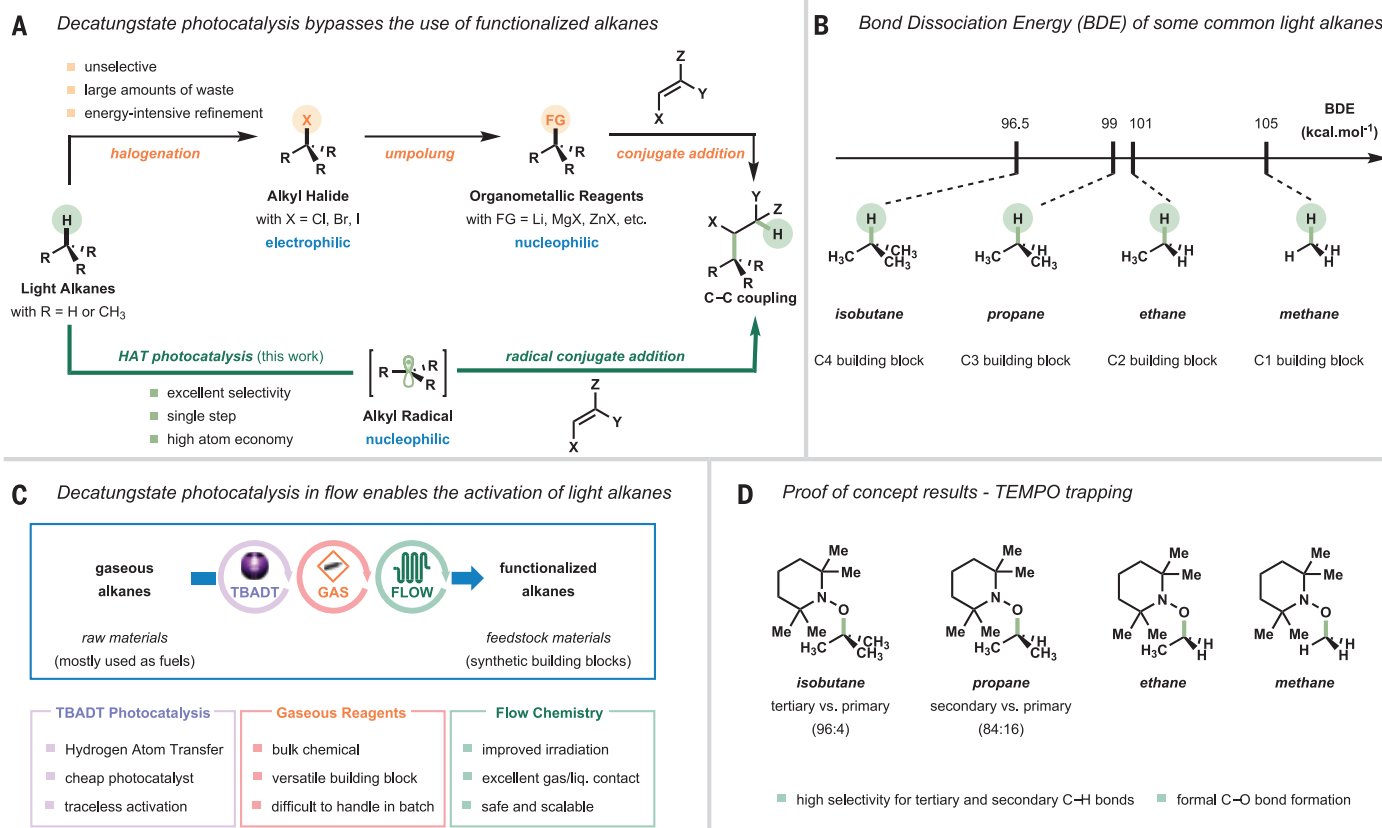 A Decatungstate photocatalysis bypasses the use of functionalized alkanes
unselective
large amounts of waste
energy-intensive refinement
halogenation
X
R
'R
R
Alkyl Halide
with X = Cl, Br, I
electrophilic
umpolung
FG
R
'R
R
Organometallic Reagents
with FG = Li, MgX, ZnX, etc.
nucleophilic
Z
Y
X
conjugate addition
H
R
'R
R
Light Alkanes
with R = H or CH3
Y
Z
X
H
R
'R
R
C–C coupling
HAT photocatalysis (this work)
excellent selectivity
single step
high atom economy
R
'R
R
Alkyl Radical
nucleophilic
radical conjugate addition
Z
Y
X
B Bond Dissociation Energy (BDE) of some common light alkanes
96.5
99
101
105
BDE
(kcal.mol-1)
H
H3C
'CH3
CH3
isobutane
C4 building block
H
H3C
'H
CH3
propane
C3 building block
H
H3C
'H
H
ethane
C2 building block
H
H
'H
H
methane
C1 building block
C Decatungstate photocatalysis in flow enables the activation of light alkanes
gaseous
alkanes
raw materials
(mostly used as fuels)
TBADT
GAS
FLOW
functionalized
alkanes
feedstock materials
(synthetic building blocks)
TBADT Photocatalysis
Hydrogen Atom Transfer
cheap photocatalyst
traceless activation
Gaseous Reagents
bulk chemical
versatile building block
difficult to handle in batch
Flow Chemistry
improved irradiation
excellent gas/liq. contact
safe and scalable
D Proof of concept results - TEMPO trapping
Me
Me
N
O
Me
Me
H3C
'CH3
CH3
isobutane
tertiary vs. primary
(96:4)
Me
Me
N
O
Me
Me
H3C
'H
CH3
propane
secondary vs. primary
(84:16)
Me
Me
N
O
Me
Me
H3C
'H
H
ethane
Me
Me
N
O
Me
Me
H
'H
H
methane
high selectivity for tertiary and secondary C–H bonds
formal C–O bond formation